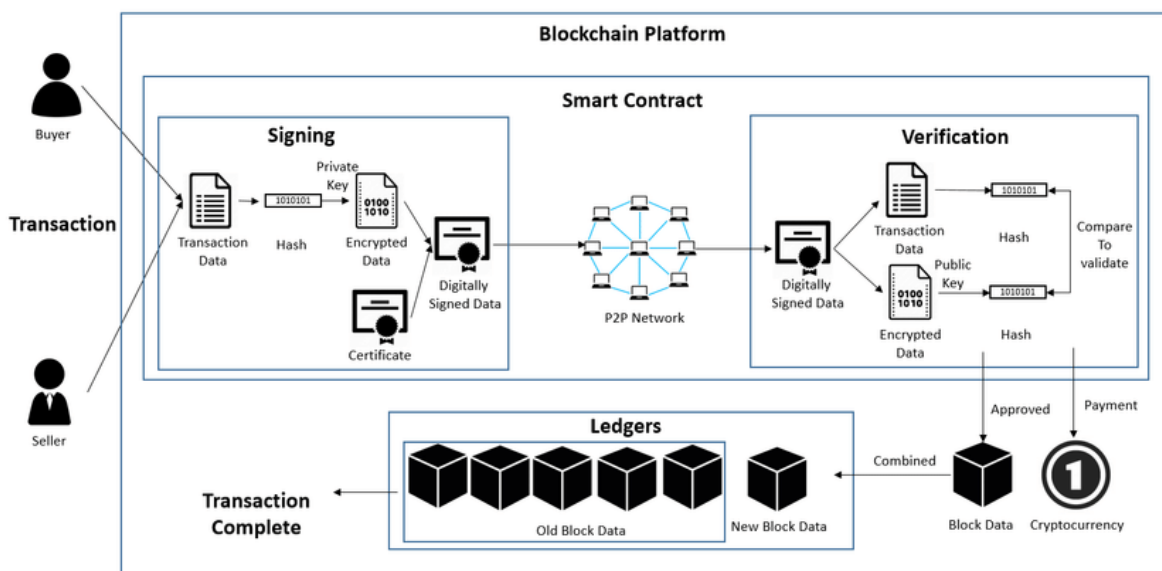 Blockchain Platform
Smart Contract
Buyer
Transaction
Seller
Signing
Transaction
Data
1010101
Hash
Private
Key
0100
1010
Encrypted
Data
Certificate
Digitally
Signed Data
P2P Network
Verification
Digitally
Signed Data
Transaction
Data
1010101
Hash
0100
1010
Encrypted
Data
Public
Key
1010101
Hash
Compare
To
validate
Approved
Payment
Block Data
1
Cryptocurrency
Combined
Ledgers
Old Block Data
New Block Data
Transaction
Complete